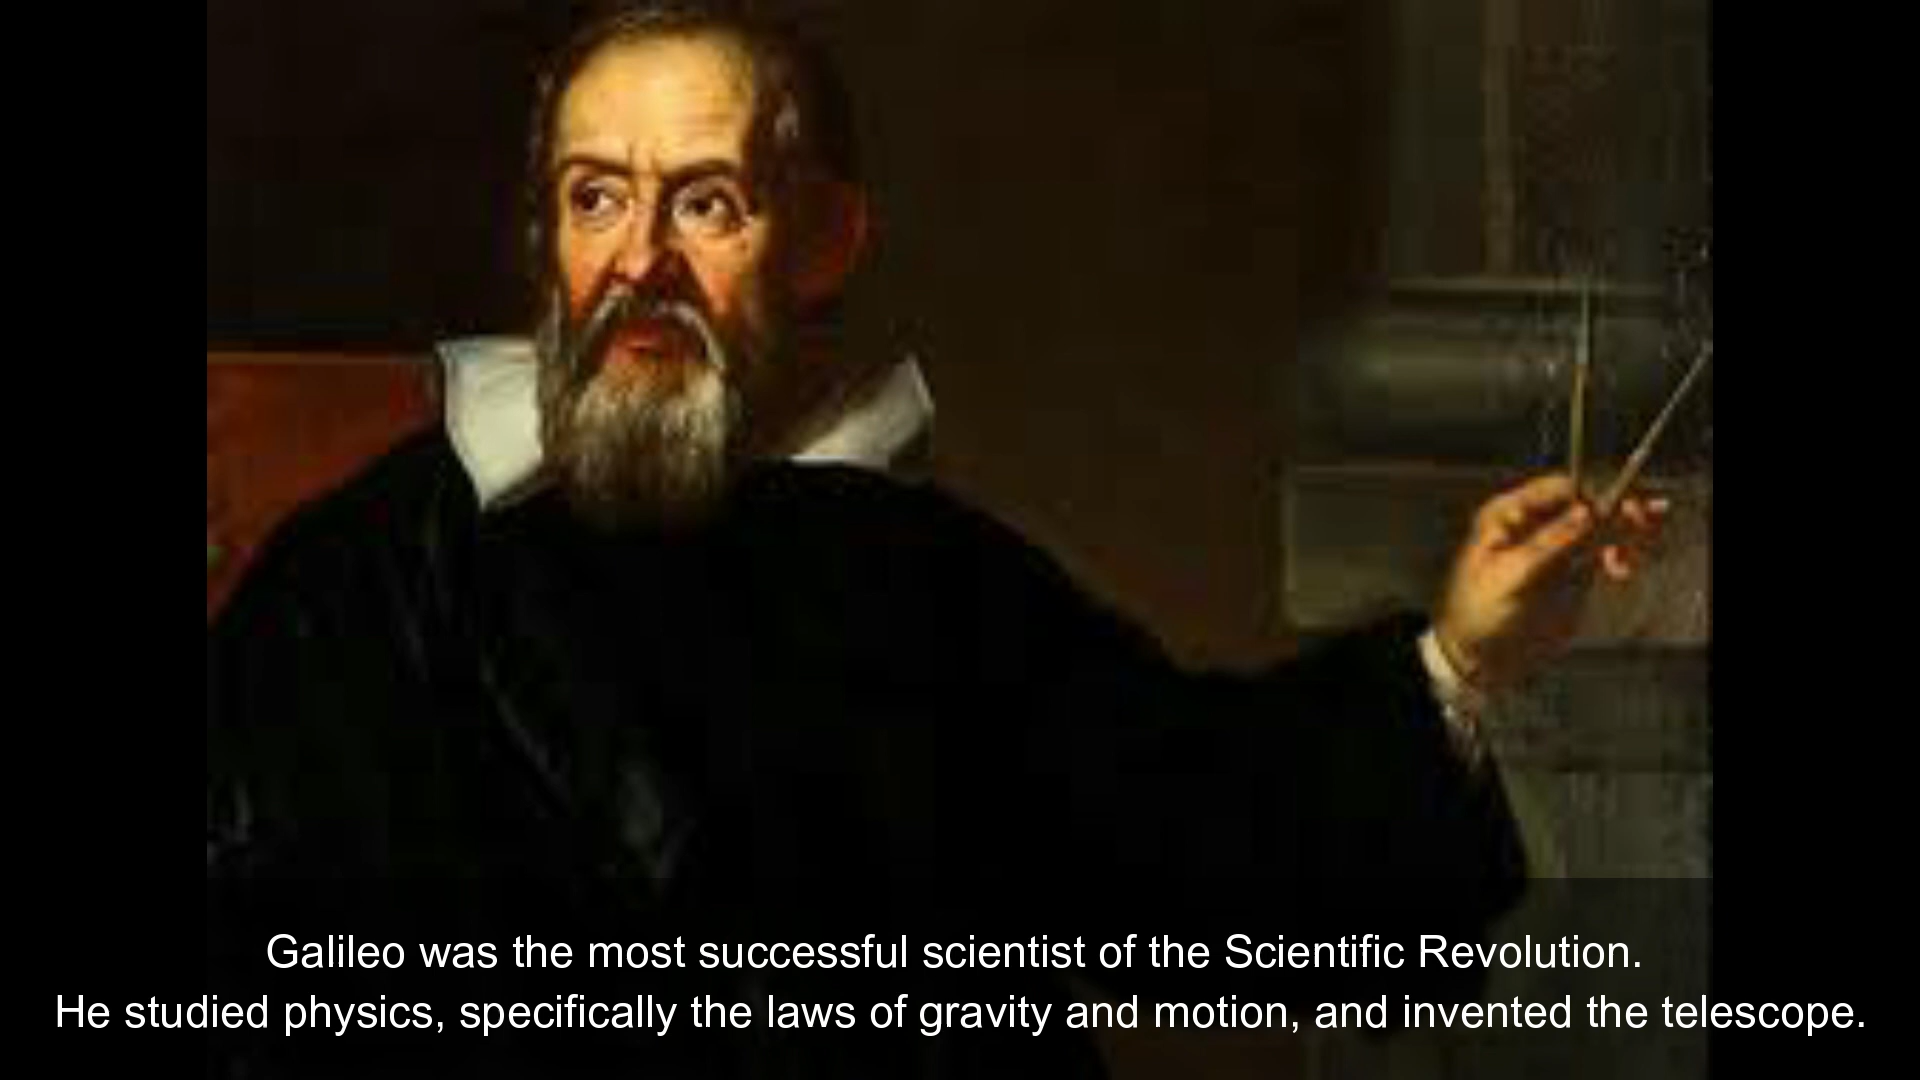 Galileo was the most successful scientist of the Scientific Revolution.
He studied physics, specifically the laws of gravity and motion, and invented the telescope.